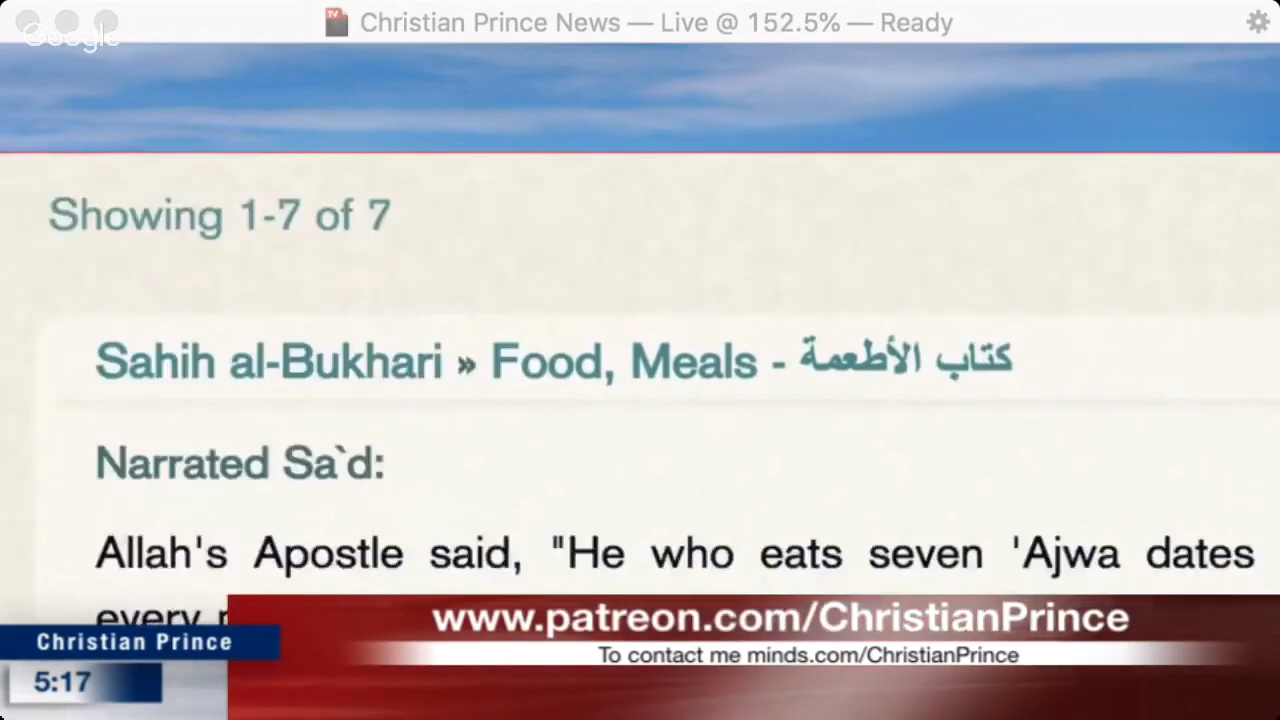 Christian Prince News — Live @ 152.5% — Ready
Google
Showing 1-7 of 7
Sahih al-Bukhari » Food, Meals - كتاب الأطعمة
Narrated Sa`d:
Allah's Apostle said, "He who eats seven 'Ajwa dates
every
www.patreon.com/ChristianPrince
To contact me minds.com/ChristianPrince
Christian Prince
5:17